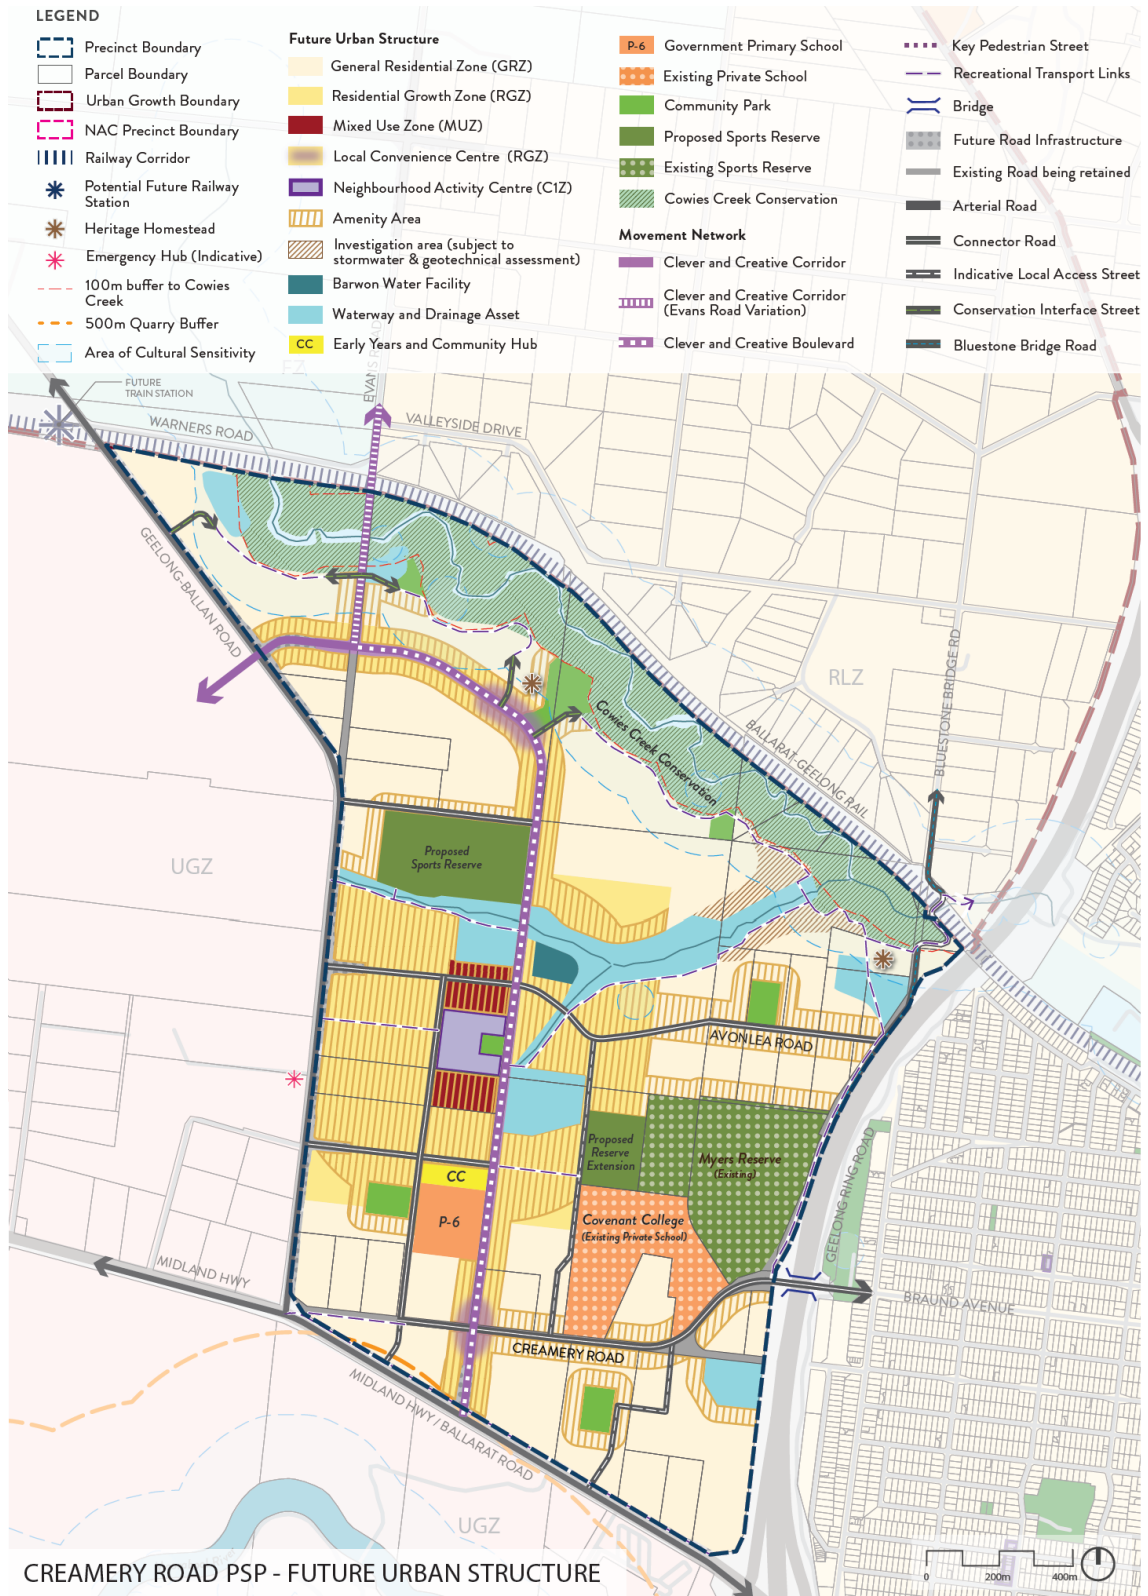 LEGEND
Precinct Boundary
Parcel Boundary
Urban Growth Boundary
NAC Precinct Boundary
Railway Corridor
Potential Future Railway
Station
Heritage Homestead
Emergency Hub (Indicative)
100m buffer to Cowies
Creek
500m Quarry Buffer
Area of Cultural Sensitivity
Future Urban Structure
General Residential Zone (GRZ)
Residential Growth Zone (RGZ)
Mixed Use Zone (MUZ)
Local Convenience Centre (RGZ)
Neighbourhood Activity Centre (C1Z)
Amenity Area
Investigation area (subject to
stormwater & geotechnical assessment)
Barwon Water Facility
Waterway and Drainage Asset
CC
Early Years and Community Hub
P-6
Government Primary School
Existing Private School
Community Park
Proposed Sports Reserve
Existing Sports Reserve
Cowies Creek Conservation
Movement Network
Clever and Creative Corridor
Clever and Creative Corridor
(Evans Road Variation)
Clever and Creative Boulevard
Key Pedestrian Street
Recreational Transport Links
Bridge
Future Road Infrastructure
Existing Road being retained
Arterial Road
Connector Road
Indicative Local Access Street
Conservation Interface Street
Bluestone Bridge Road
FUTURE
TRAIN STATION
WARNERS ROAD
EVANS ROAD
VALLEYSIDE DRIVE
GEELONG-BALLAN ROAD
RLZ
BLUESTONE BRIDGE RD
BALLARAT-GEELONG RAIL
Cowies Creek Conservation
UGZ
Proposed
Sports Reserve
AVONLEA ROAD
Proposed
Reserve
Extension
Myers Reserve
(Existing)
CC
P-6
Covenant College
(Existing Private School)
GEELONG RING ROAD
MIDLAND HWY
BRAUND AVENUE
CREAMERY ROAD
MIDLAND HWY / BALLARAT ROAD
UGZ
CREAMERY ROAD PSP - FUTURE URBAN STRUCTURE
0
200m
400m